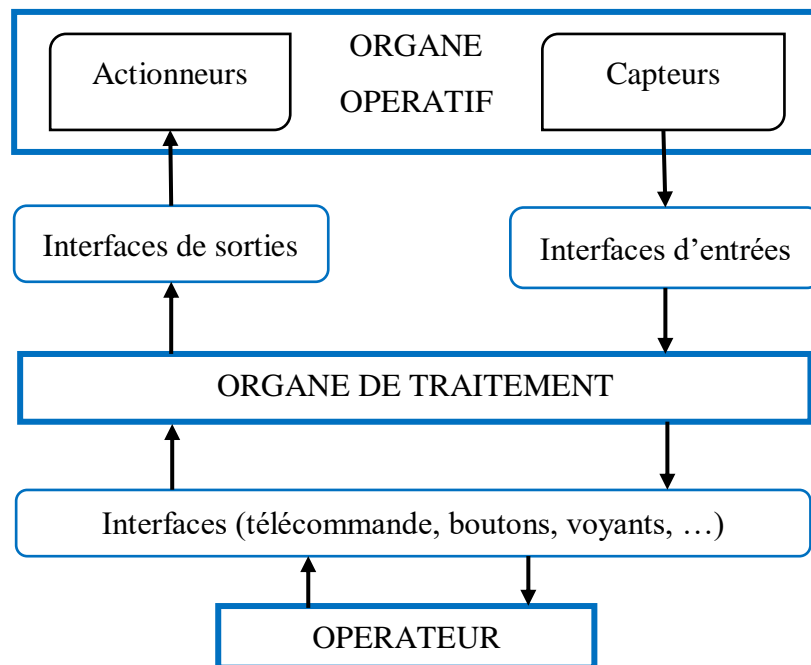 Actionneurs
ORGANE
OPERATIF
Capteurs
Interfaces de sorties
Interfaces d’entrées
ORGANE DE TRAITEMENT
Interfaces (télécommande, boutons, voyants, …)
OPERATEUR